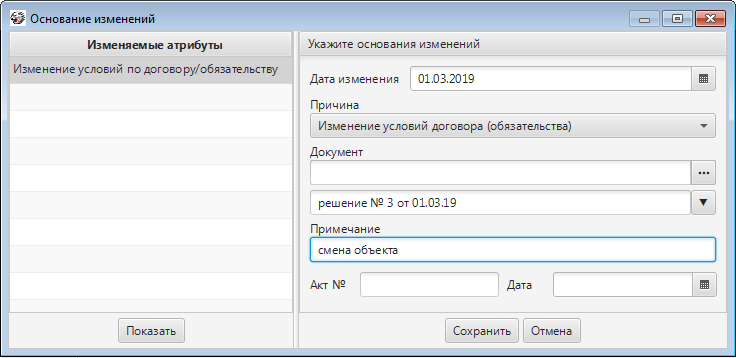 Основание изменений
Изменяемые атрибуты
Изменение условий по договору/обязательству
Показать
Укажите основания изменений
Дата изменения 01.03.2019
Причина
Изменение условий договора (обязательства)
Документ
...
решение № 3 от 01.03.19
Примечание
смена объекта
Акт № Дата
Сохранить Отмена